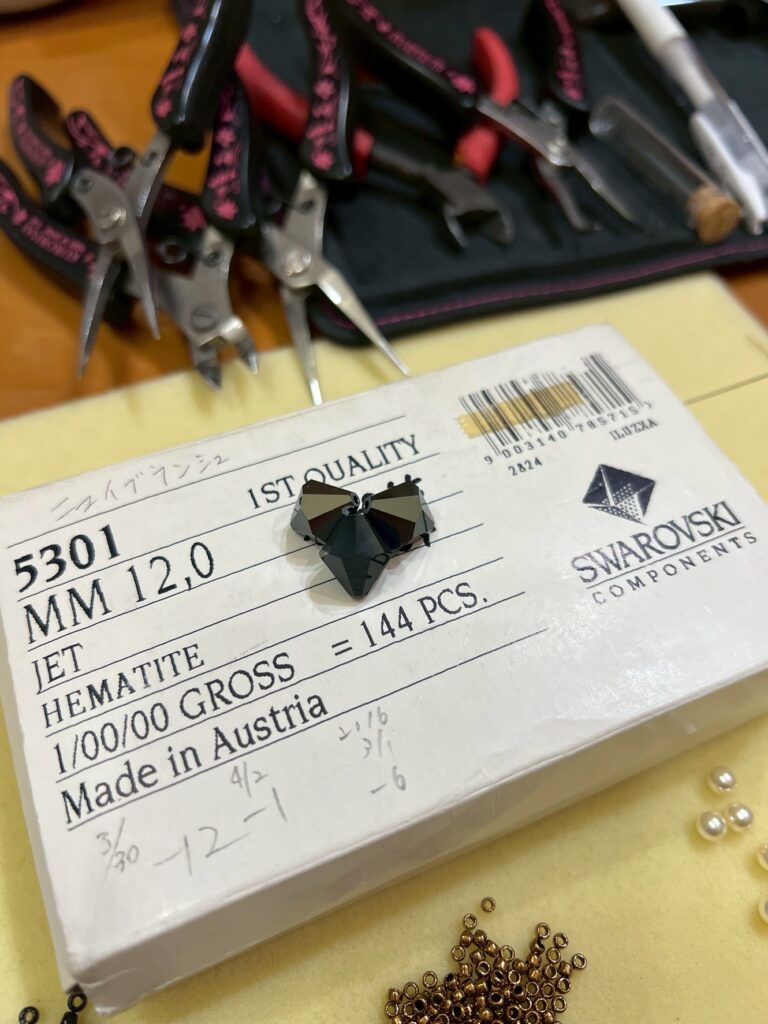 ニュイブランシュ
1ST QUALITY
5301
MM 12,0
JET
HEMATITE
1/00/00 GROSS = 144 PCS.
Made in Austria
9 003140 785715
2824
1LUZXA
SWAROVSKI
COMPONENTS
3/30
-12
4/2
-1
3/1
-6